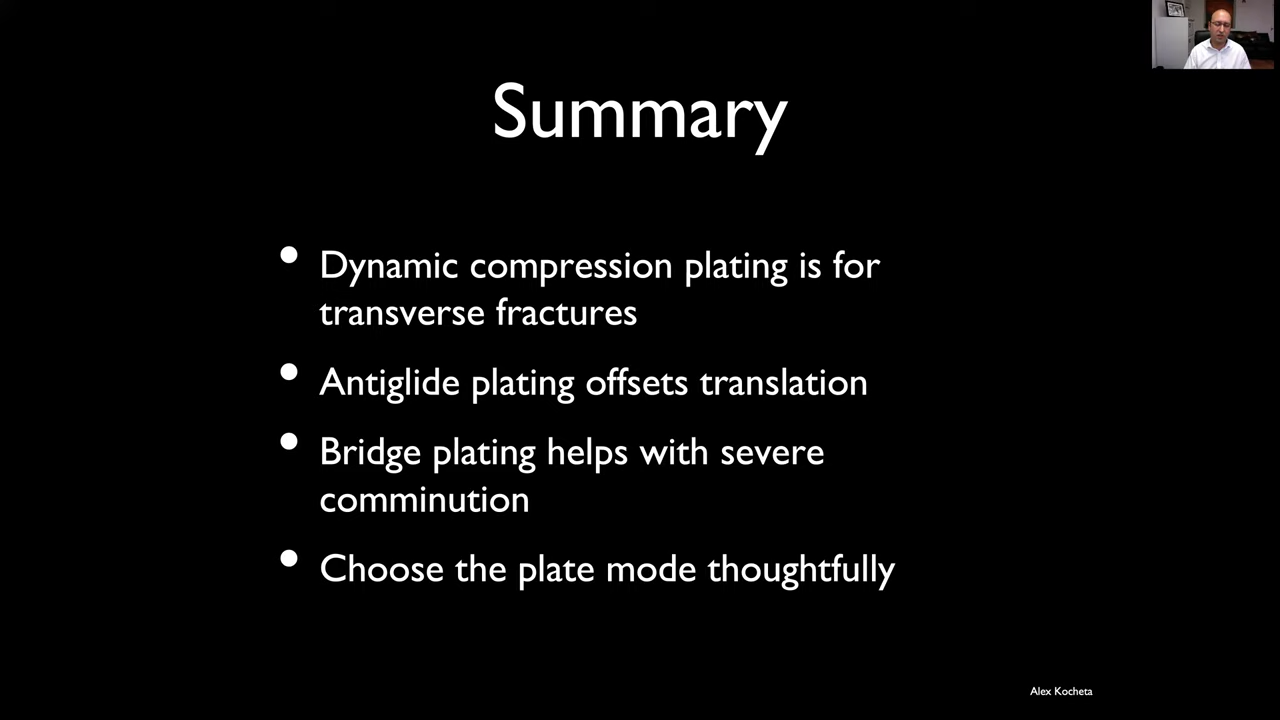 Summary
• Dynamic compression plating is for
transverse fractures
• Antiglide plating offsets translation
• Bridge plating helps with severe
comminution
• Choose the plate mode thoughtfully
Alex Kocheta